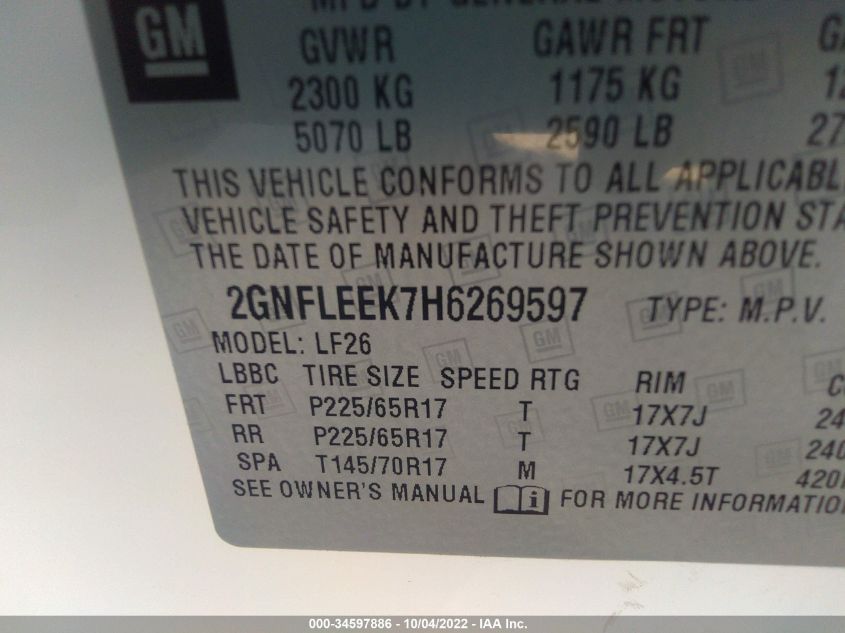 GM
GVWR GAWR FRT
2300 KG 1175 KG
5070 LB 2590 LB
THIS VEHICLE CONFORMS TO ALL
VEHICLE SAFETY AND THEFT PREVENTION
THE DATE OF MANUFACTURE SHOWN ABOVE.
2GNFLEEK7H6269597 TYPE: M.P.V.
MODEL: LF26
LBBC TIRE SIZE SPEED RTG RIM
FRT P225/65R17 T 17X7J
RR P225/65R17 T 17X7J
SPA T145/70R17 M 17X4.5T
SEE OWNER'S MANUAL i FOR MORE
000-34597886 - 10/04/2022 - IAA Inc.